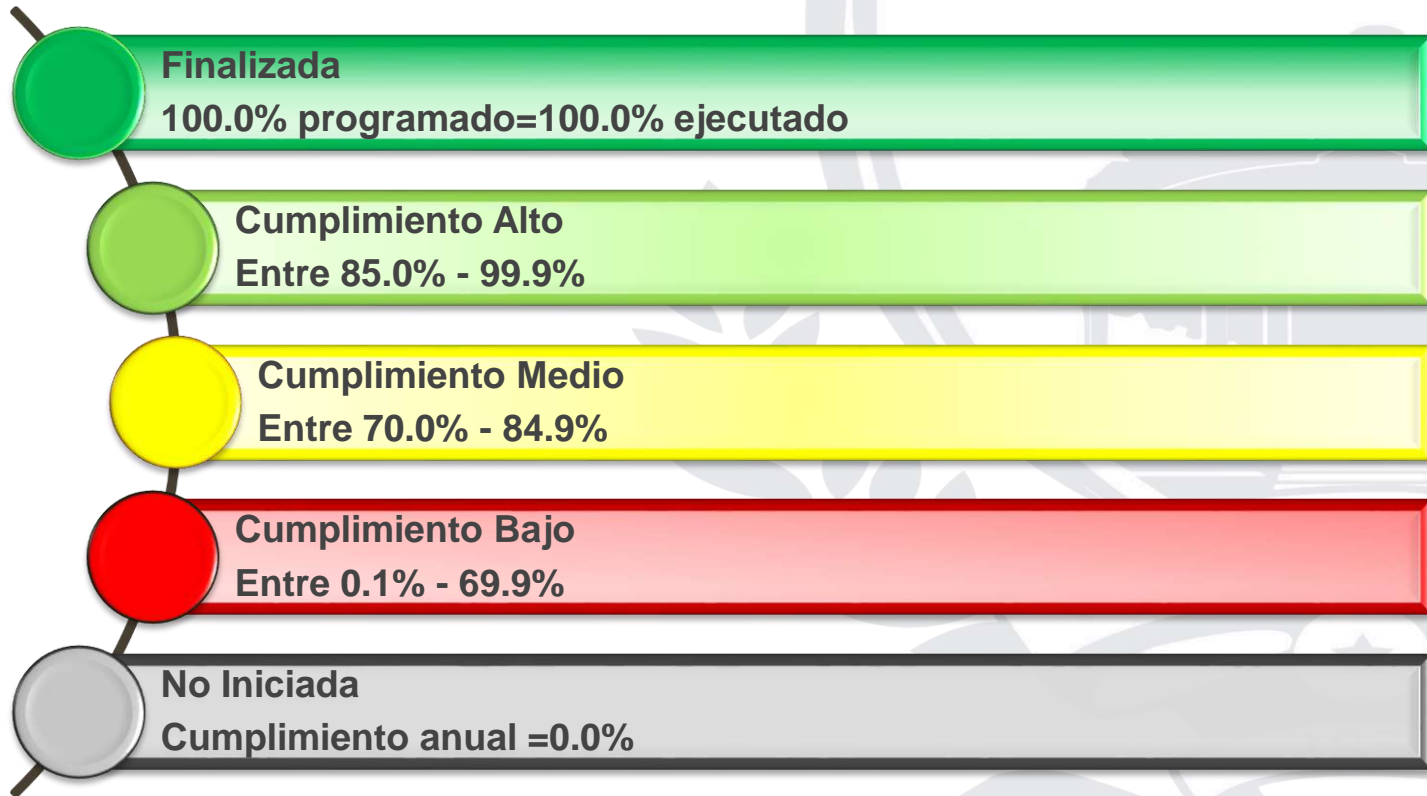 Finalizada
100.0% programado=100.0% ejecutado
Cumplimiento Alto
Entre 85.0% - 99.9%
Cumplimiento Medio
Entre 70.0% - 84.9%
Cumplimiento Bajo
Entre 0.1% - 69.9%
No Iniciada
Cumplimiento anual =0.0%